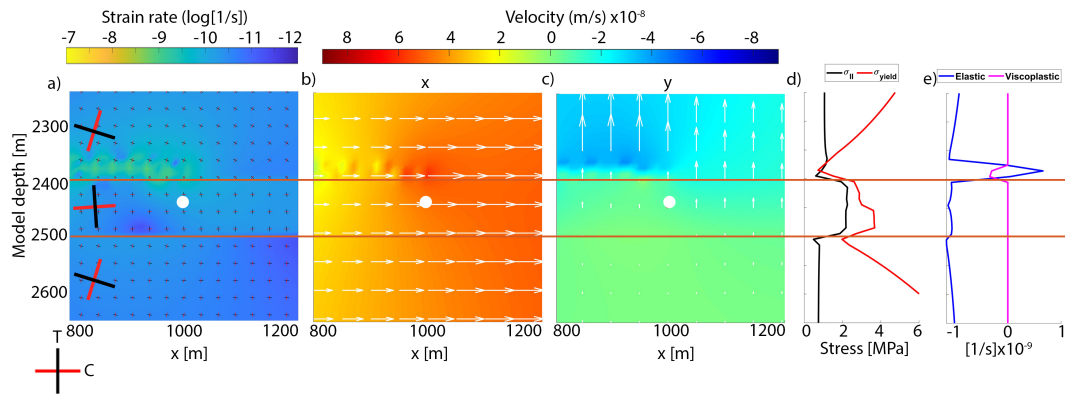 Strain rate (log[1/s])
-7 -8 -9 -10 -11 -12
Velocity (m/s) x10-8
8 6 4 2 0 -2 -4 -6 -8
a) b) x c) y d) σII σyield e) Elastic Viscoplastic
Model depth [m]
2300
2400
2500
2600
800 1000 1200 800 1000 1200 800 1000 1200 0 2 4 6 -1 0 1
x [m] x [m] x [m] Stress [MPa] [1/s]x10-9
T
C